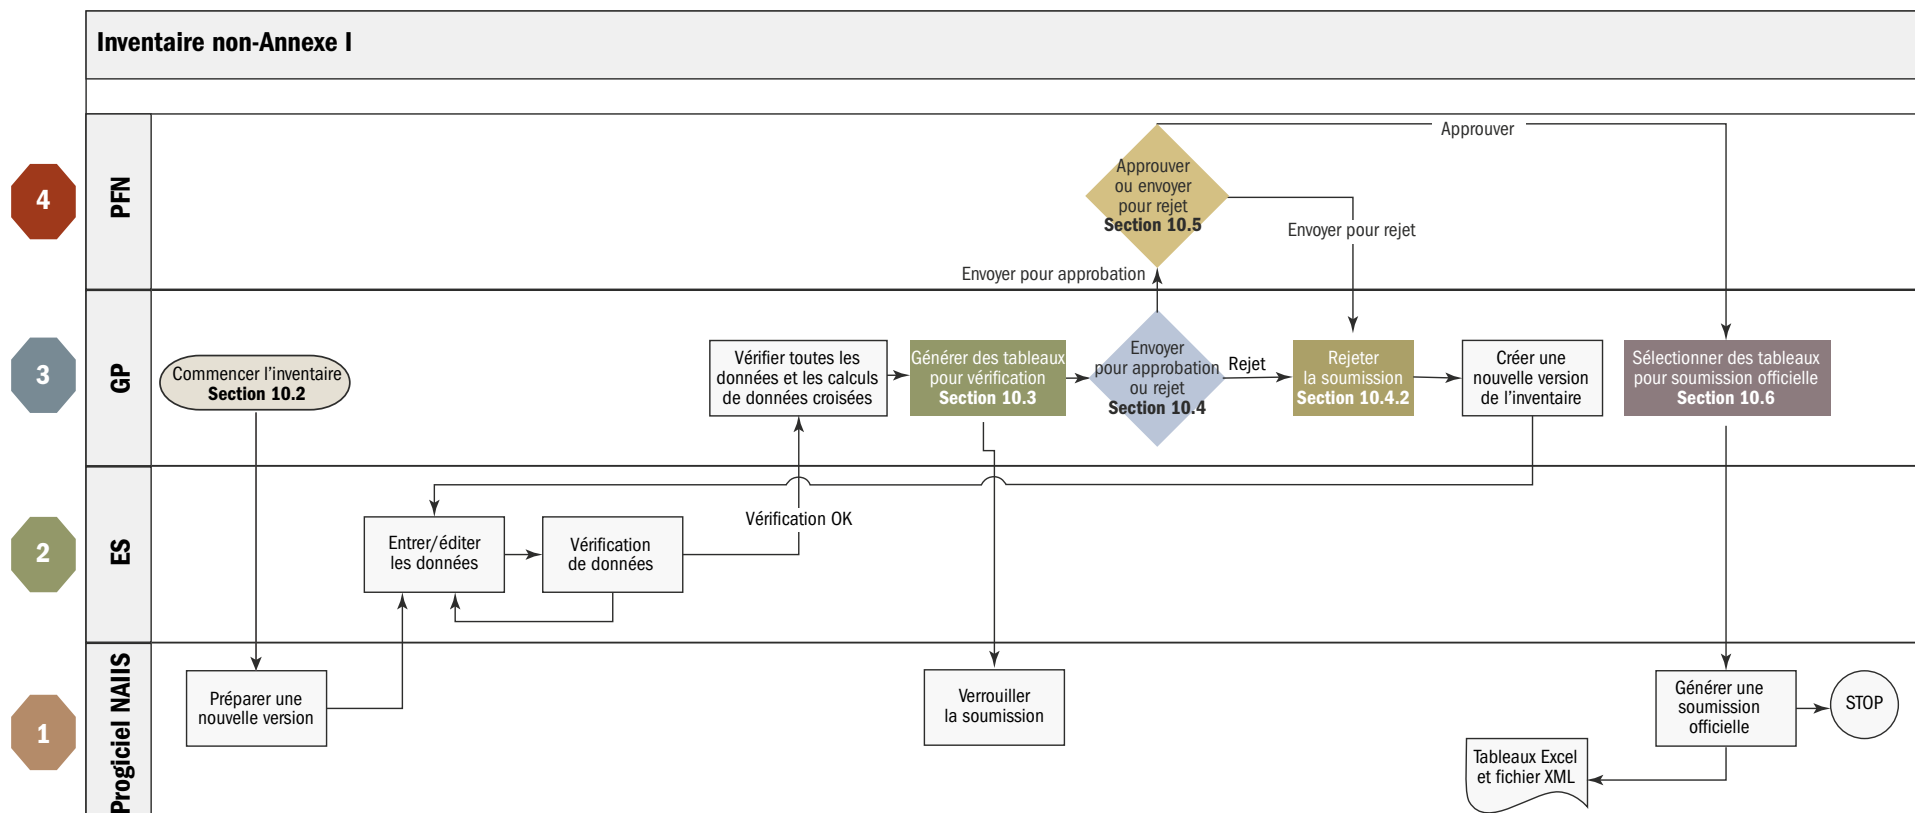 Inventaire non-Annexe I
4
PFN
Approuver
ou envoyer
pour rejet
Section 10.5
Approuver
Envoyer pour rejet
Envoyer pour approbation
3
GP
Commencer l'inventaire
Section 10.2
Vérifier toutes les
données et les calculs
de données croisées
Générer des tableaux
pour vérification
Section 10.3
Envoyer
pour approbation
ou rejet
Section 10.4
Rejet
Rejeter
la soumission
Section 10.4.2
Créer une
nouvelle version
de l'inventaire
Sélectionner des tableaux
pour soumission officielle
Section 10.6
2
ES
Entrer/éditer
les données
Vérification
de données
Vérification OK
1
Progiciel NAIIS
Préparer une
nouvelle version
Verrouiller
la soumission
Générer une
soumission
officielle
STOP
Tableaux Excel
et fichier XML